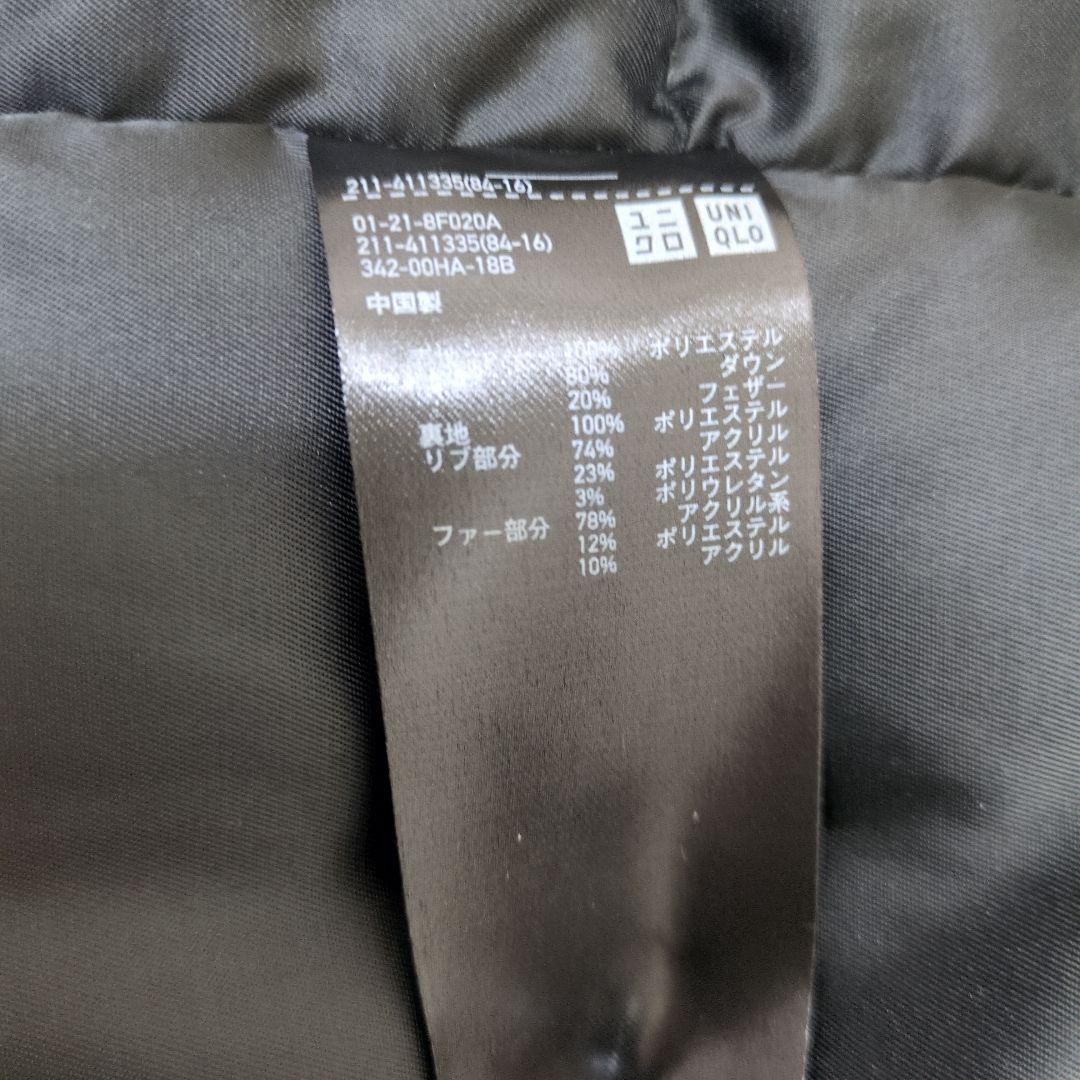 211-411335(84-16)
01-21-8F020A
211-411335(84-16)
342-00HA-18B
ユニクロ
UNIQLO
中国製
100% ポリエステル
80% ダウン
20% フェザー
裏地 100% ポリエステル
リブ部分 74% アクリル
23% ポリエステル
3% ポリウレタン
ファー部分 78% アクリル系
12% ポリエステル
10% アクリル